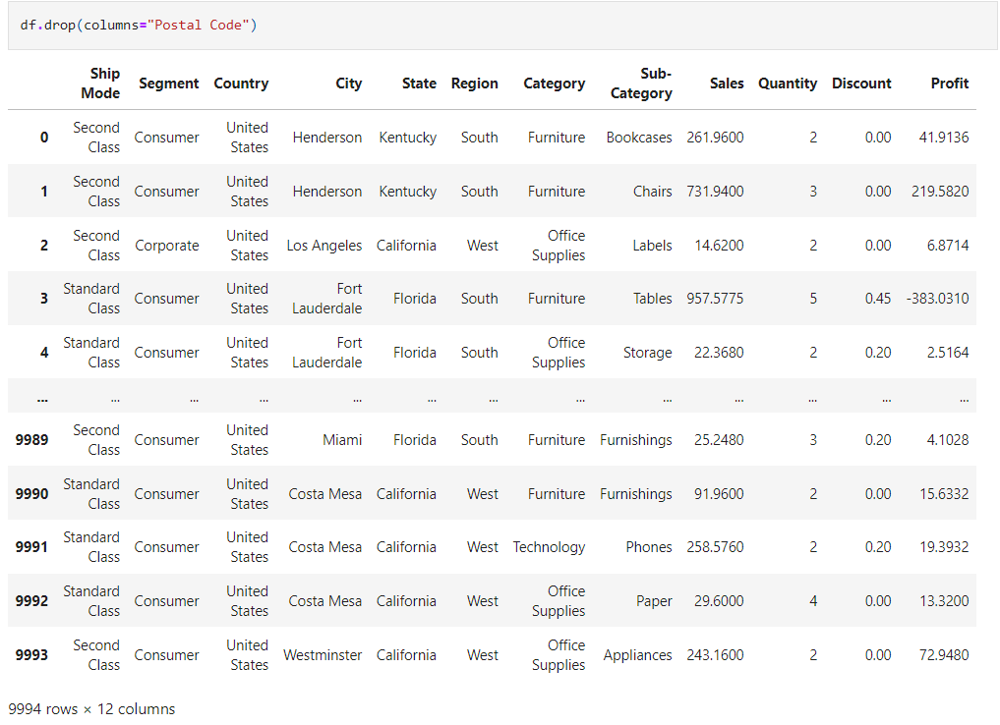 df.drop(columns="Postal Code")
Ship Mode Segment Country City State Region Category Sub-Category Sales Quantity Discount Profit
0 Second Class Consumer United States Henderson Kentucky South Furniture Bookcases 261.9600 2 0.00 41.9136
1 Second Class Consumer United States Henderson Kentucky South Furniture Chairs 731.9400 3 0.00 219.5820
2 Second Class Corporate United States Los Angeles California West Office Supplies Labels 14.6200 2 0.00 6.8714
3 Standard Class Consumer United States Fort Lauderdale Florida South Furniture Tables 957.5775 5 0.45 -383.0310
4 Standard Class Consumer United States Fort Lauderdale Florida South Office Supplies Storage 22.3680 2 0.20 2.5164
... ... ... ... ... ... ... ... ... ... ... ... ...
9989 Second Class Consumer United States Miami Florida South Furniture Furnishings 25.2480 3 0.20 4.1028
9990 Standard Class Consumer United States Costa Mesa California West Furniture Furnishings 91.9600 2 0.00 15.6332
9991 Standard Class Consumer United States Costa Mesa California West Technology Phones 258.5760 2 0.20 19.3932
9992 Standard Class Consumer United States Costa Mesa California West Office Supplies Paper 29.6000 4 0.00 13.3200
9993 Second Class Consumer United States Westminster California West Office Supplies Appliances 243.1600 2 0.00 72.9480
9994 rows × 12 columns